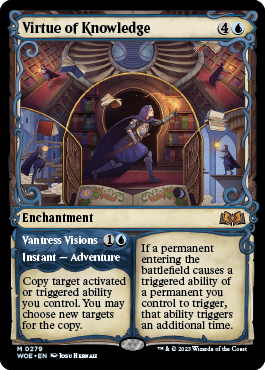 Virtue of Knowledge 4
Enchantment
Vantress Visions 1
Instant — Adventure
Copy target activated
or triggered ability
you control. You may
choose new targets
for the copy.
If a permanent
entering the
battlefield causes a
triggered ability of
a permanent you
control to trigger,
that ability triggers
an additional time.
M 0279
WOE • EN Josu Hernaiz
™ & © 2023 Wizards of the Coast